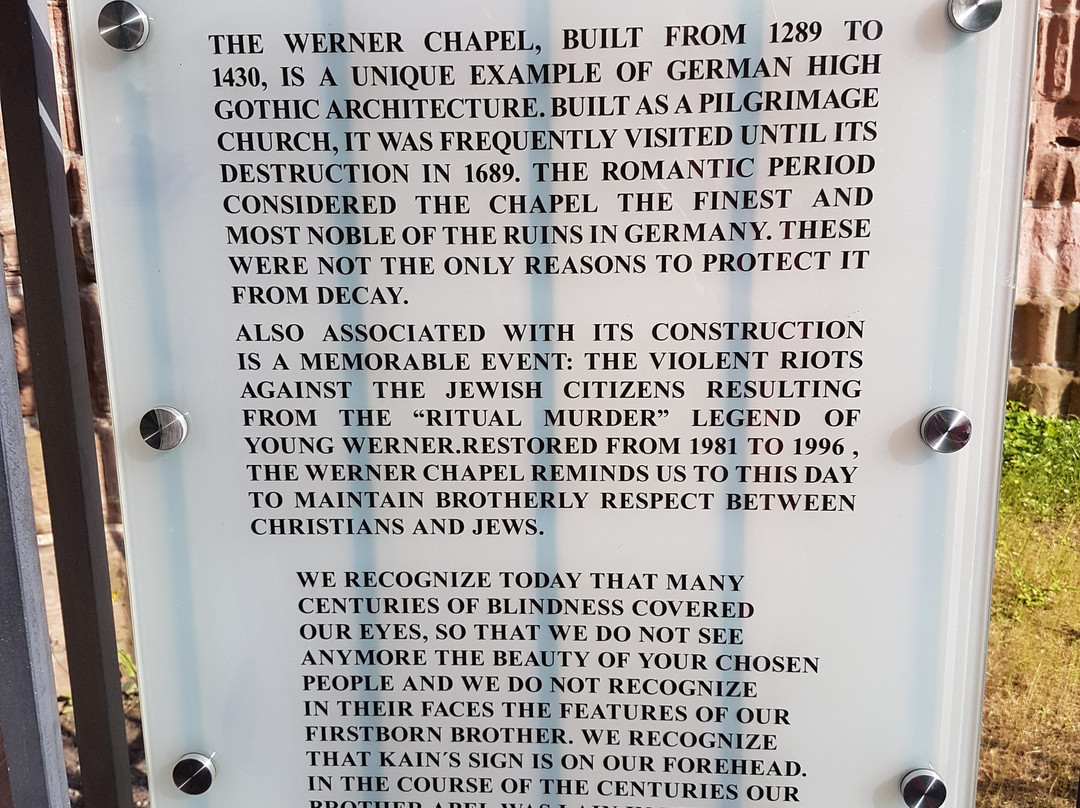 THE WERNER CHAPEL, BUILT FROM 1289 TO
1430, IS A UNIQUE EXAMPLE OF GERMAN HIGH
GOTHIC ARCHITECTURE. BUILT AS A PILGRIMAGE
CHURCH, IT WAS FREQUENTLY VISITED UNTIL ITS
DESTRUCTION IN 1689. THE ROMANTIC PERIOD
CONSIDERED THE CHAPEL THE FINEST AND
MOST NOBLE OF THE RUINS IN GERMANY. THESE
WERE NOT THE ONLY REASONS TO PROTECT IT
FROM DECAY.
ALSO ASSOCIATED WITH ITS CONSTRUCTION
IS A MEMORABLE EVENT: THE VIOLENT RIOTS
AGAINST THE JEWISH CITIZENS RESULTING
FROM THE “RITUAL MURDER” LEGEND OF
YOUNG WERNER.RESTORED FROM 1981 TO 1996 ,
THE WERNER CHAPEL REMINDS US TO THIS DAY
TO MAINTAIN BROTHERLY RESPECT BETWEEN
CHRISTIANS AND JEWS.
WE RECOGNIZE TODAY THAT MANY
CENTURIES OF BLINDNESS COVERED
OUR EYES, SO THAT WE DO NOT SEE
ANYMORE THE BEAUTY OF YOUR CHOSEN
PEOPLE AND WE DO NOT RECOGNIZE
IN THEIR FACES THE FEATURES OF OUR
FIRSTBORN BROTHER. WE RECOGNIZE
THAT KAIN´S SIGN IS ON OUR FOREHEAD.
IN THE COURSE OF THE CENTURIES OUR
BROTHER ABEL WAS